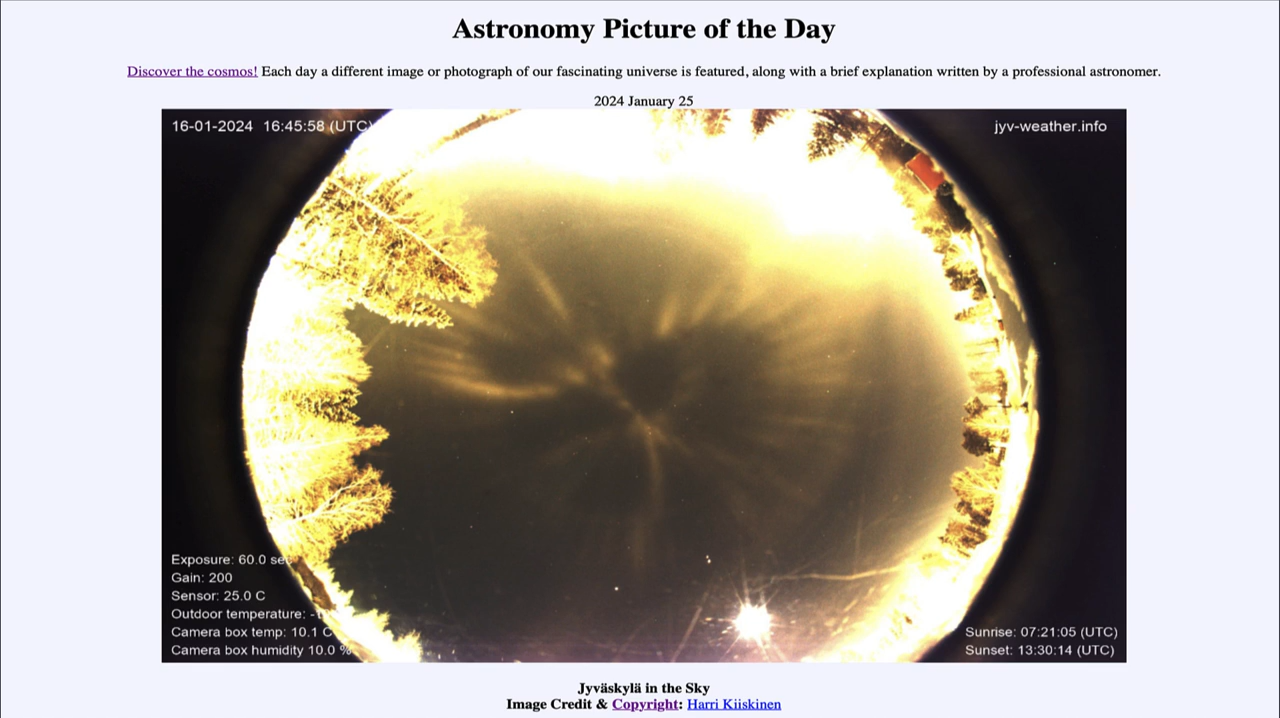 Astronomy Picture of the Day
Discover the cosmos! Each day a different image or photograph of our fascinating universe is featured, along with a brief explanation written by a professional astronomer.
2024 January 25
16-01-2024 16:45:58 (UTC)
jyv-weather.info
Exposure: 60.0 sec
Gain: 200
Sensor: 25.0 C
Outdoor temperature:
Camera box temp: 10.1 C
Camera box humidity 10.0 %
Sunrise: 07:21:05 (UTC)
Sunset: 13:30:14 (UTC)
Jyväskylä in the Sky
Image Credit & Copyright: Harri Kiiskinen